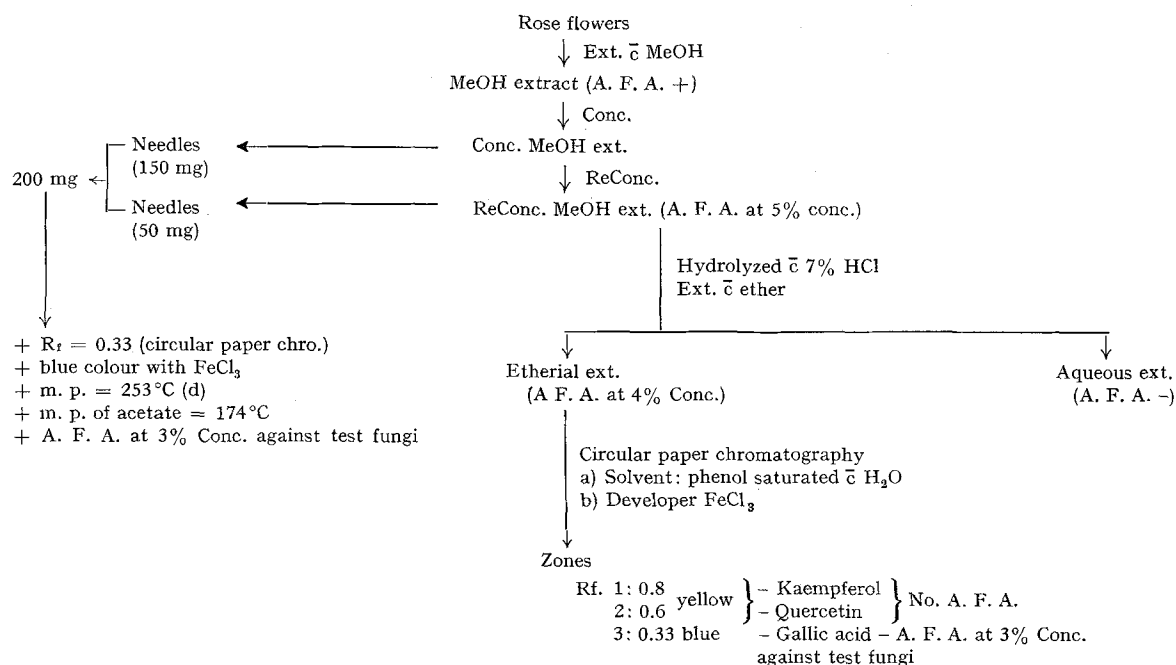 Rose flowers
Ext. c̄ MeOH
MeOH extract (A. F. A. +)
Conc.
Needles
(150 mg)
Conc. MeOH ext.
200 mg
ReConc.
Needles
(50 mg)
ReConc. MeOH ext. (A. F. A. at 5% conc.)
Hydrolyzed c̄ 7% HCl
Ext. c̄ ether
+ Rf = 0.33 (circular paper chro.)
+ blue colour with FeCl₃
+ m. p. = 253°C (d)
+ m. p. of acetate = 174°C
+ A. F. A. at 3% Conc. against test fungi
Etherial ext.
(A F. A. at 4% Conc.)
Aqueous ext.
(A. F. A. –)
Circular paper chromatography
a) Solvent: phenol saturated c̄ H₂O
b) Developer FeCl₃
Zones
Rf. 1: 0.8 yellow – Kaempferol No. A. F. A.
2: 0.6 – Quercetin
3: 0.33 blue – Gallic acid – A. F. A. at 3% Conc.
against test fungi